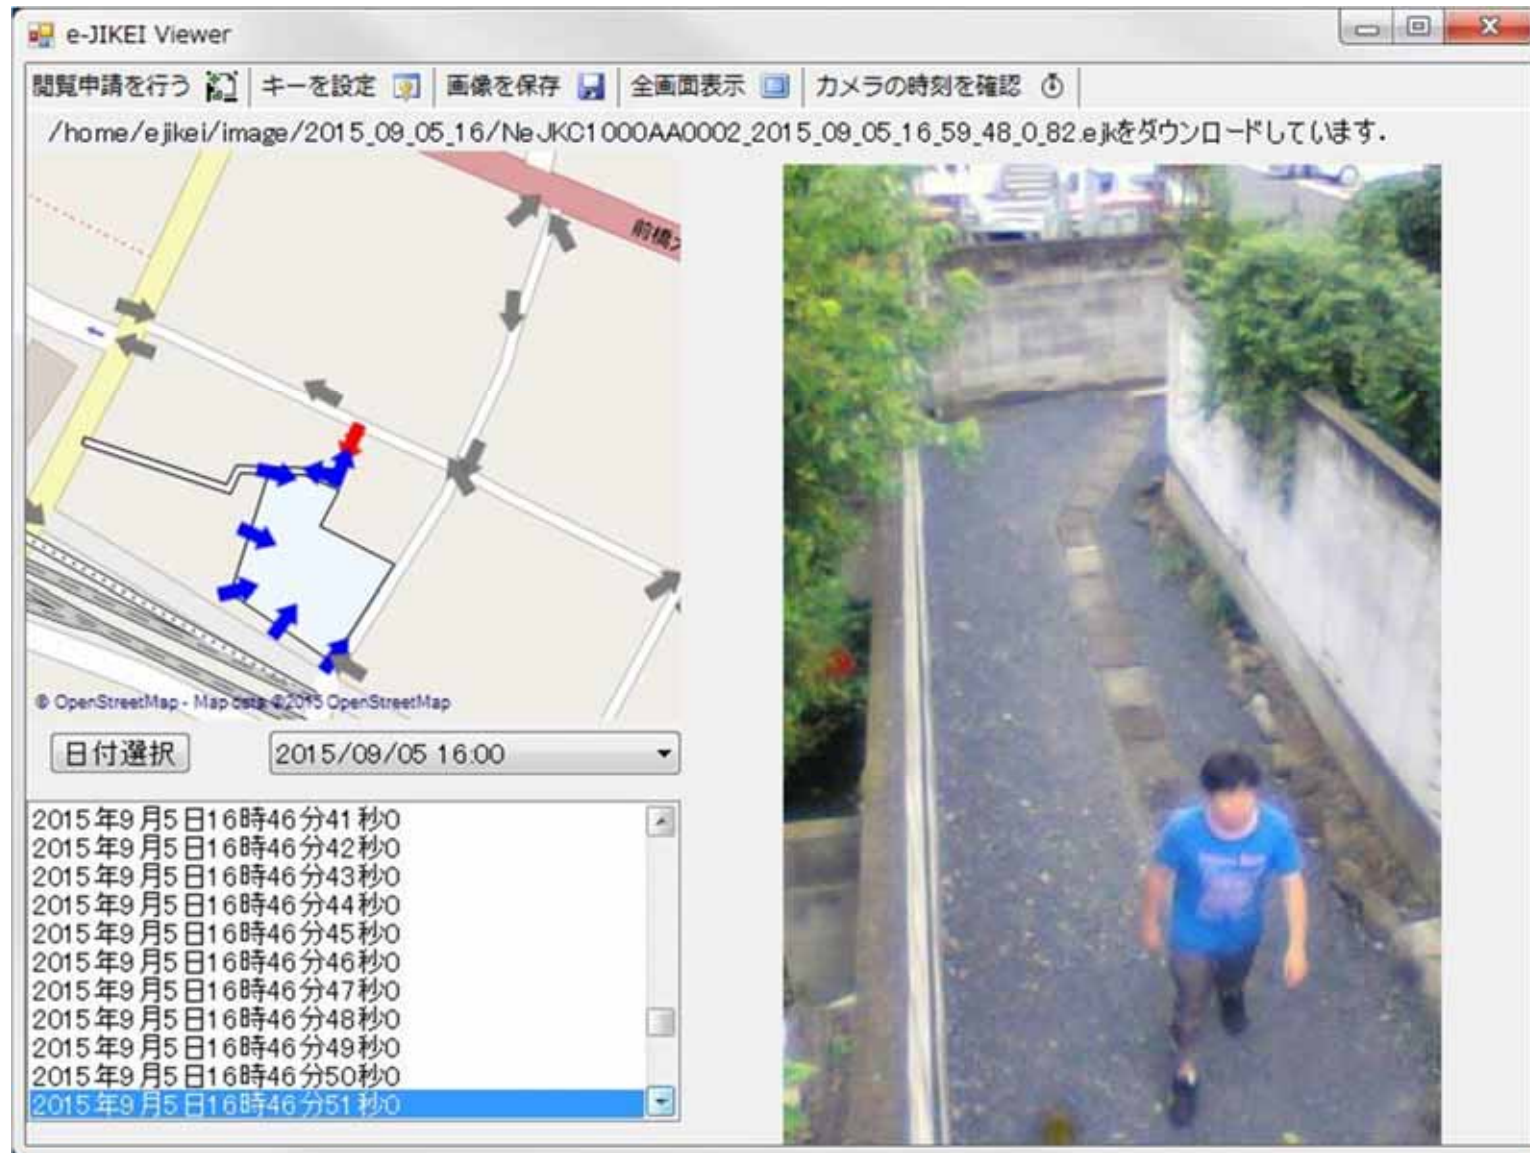 e-JIKEI Viewer
閲覧申請を行う キーを設定 画像を保存 全画面表示 カメラの時刻を確認
/home/ejikei/image/2015_09_05_16/NeJKC1000AA0002_2015_09_05_16_59_48_0_82.ejkをダウンロードしています.
前橋
© OpenStreetMap - Map data ©2015 OpenStreetMap
日付選択 2015/09/05 16:00
2015年9月5日16時46分41秒0
2015年9月5日16時46分42秒0
2015年9月5日16時46分43秒0
2015年9月5日16時46分44秒0
2015年9月5日16時46分45秒0
2015年9月5日16時46分46秒0
2015年9月5日16時46分47秒0
2015年9月5日16時46分48秒0
2015年9月5日16時46分49秒0
2015年9月5日16時46分50秒0
2015年9月5日16時46分51秒0